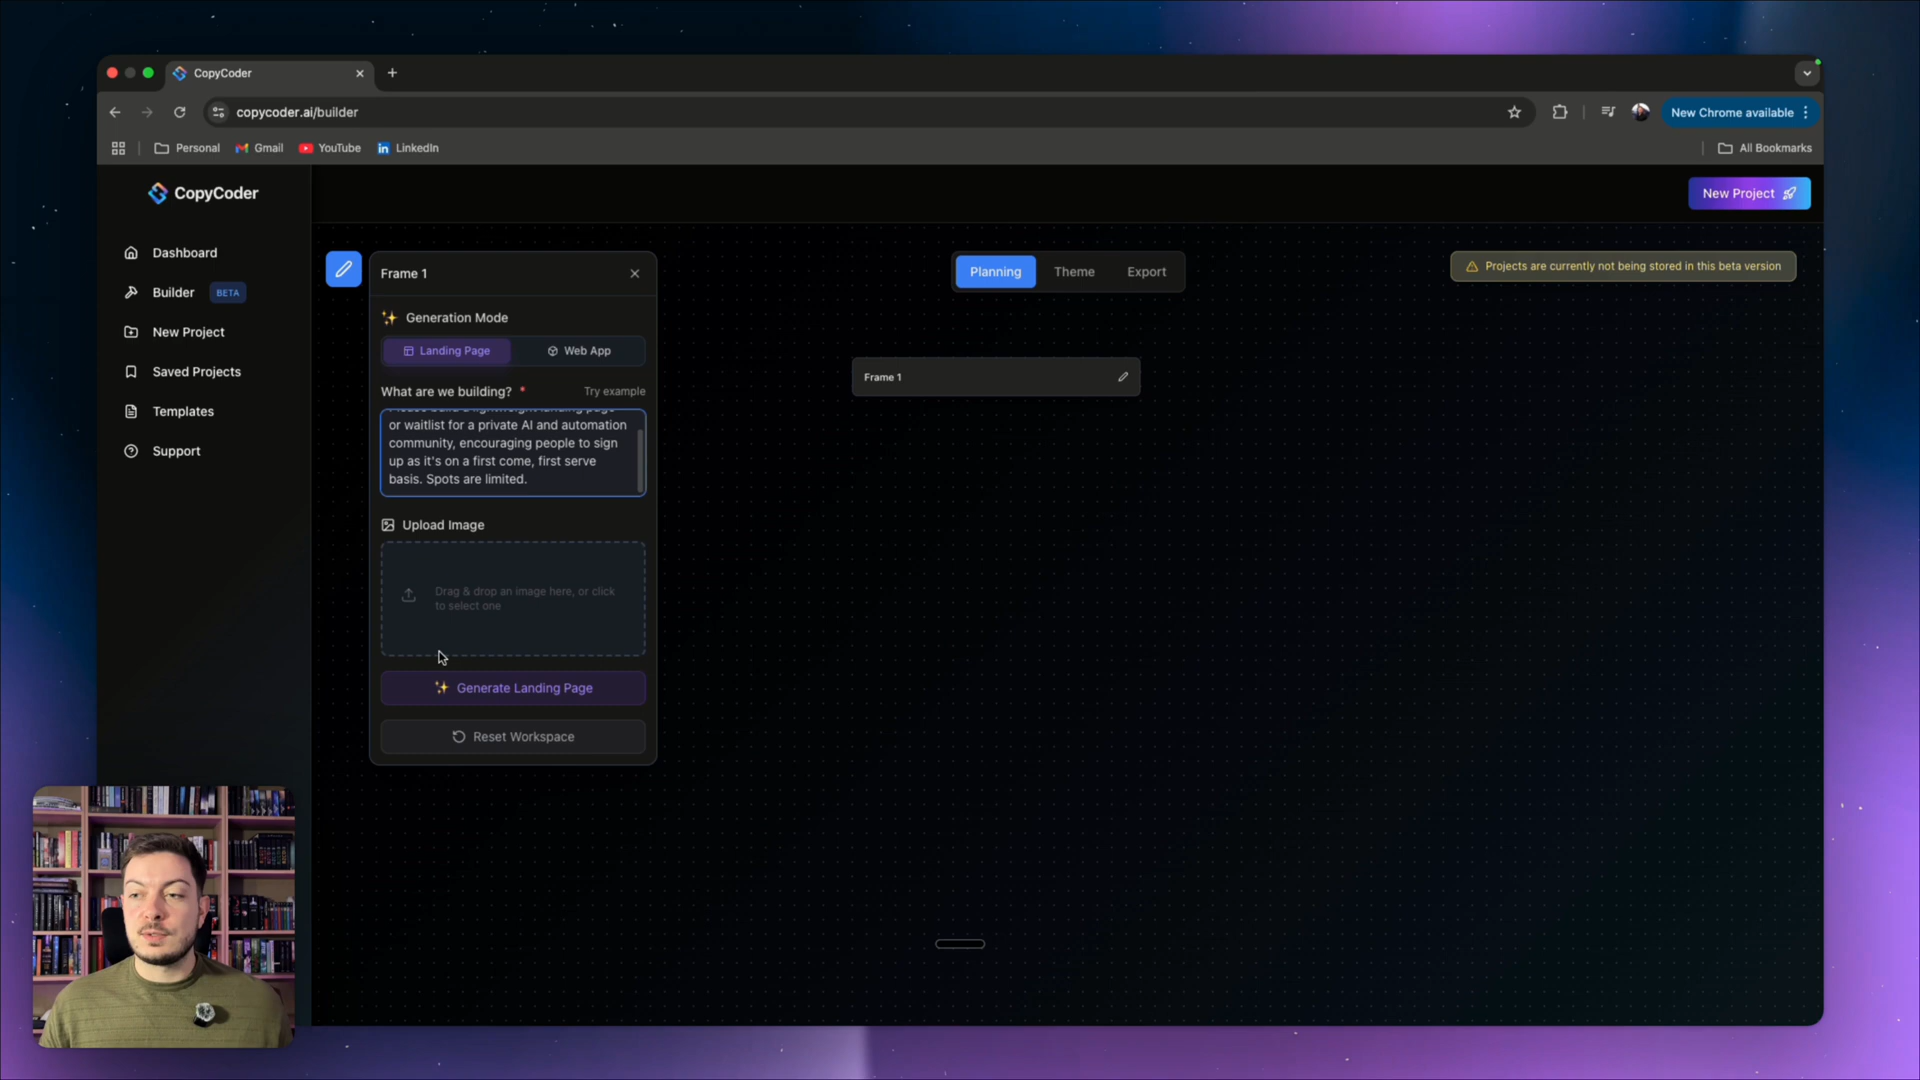 CopyCoder
copycoder.ai/builder
New Chrome available
Personal
Gmail
YouTube
LinkedIn
All Bookmarks
CopyCoder
New Project
Dashboard
Builder BETA
New Project
Saved Projects
Templates
Support
Frame 1
Generation Mode
Landing Page
Web App
What are we building? *
Try example
Please build a lightweight landing page
or waitlist for a private AI and automation
community, encouraging people to sign
up as it's on a first come, first serve
basis. Spots are limited.
Upload Image
Drag & drop an image here, or click
to select one
Generate Landing Page
Reset Workspace
Planning
Theme
Export
Projects are currently not being stored in this beta version
Frame 1